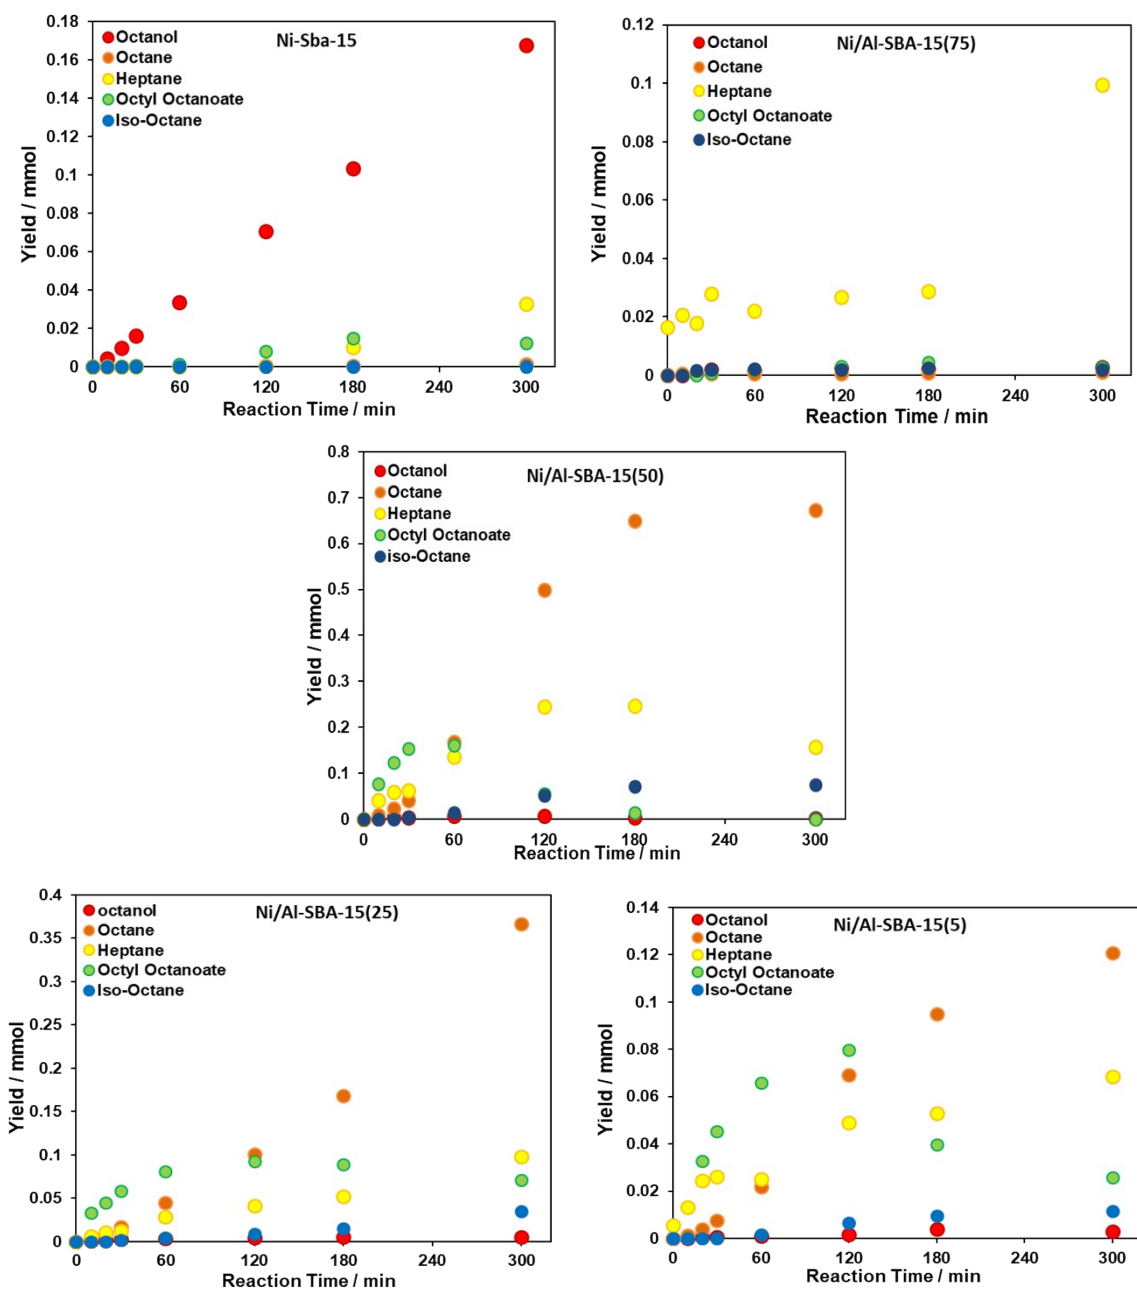 Ni-Sba-15
Octanol
Octane
Heptane
Octyl Octanoate
Iso-Octane
0.18
0.16
0.14
0.12
0.1
0.08
0.06
0.04
0.02
0
Yield / mmol
0 60 120 180 240 300
Reaction Time / min
Ni/Al-SBA-15(75)
Octanol
Octane
Heptane
Octyl Octanoate
Iso-Octane
0.12
0.1
0.08
0.06
0.04
0.02
0
Yield / mmol
0 60 120 180 240 300
Reaction Time / min
Ni/Al-SBA-15(50)
Octanol
Octane
Heptane
Octyl Octanoate
iso-Octane
0.8
0.7
0.6
0.5
0.4
0.3
0.2
0.1
0
Yield / mmol
0 60 120 180 240 300
Reaction Time / min
Ni/Al-SBA-15(25)
octanol
Octane
Heptane
Octyl Octanoate
Iso-Octane
0.4
0.35
0.3
0.25
0.2
0.15
0.1
0.05
0
Yield / mmol
0 60 120 180 240 300
Reaction Time / min
Ni/Al-SBA-15(5)
Octanol
Octane
Heptane
Octyl Octanoate
Iso-Octane
0.14
0.12
0.1
0.08
0.06
0.04
0.02
0
Yield / mmol
0 60 120 180 240 300
Reaction Time / min